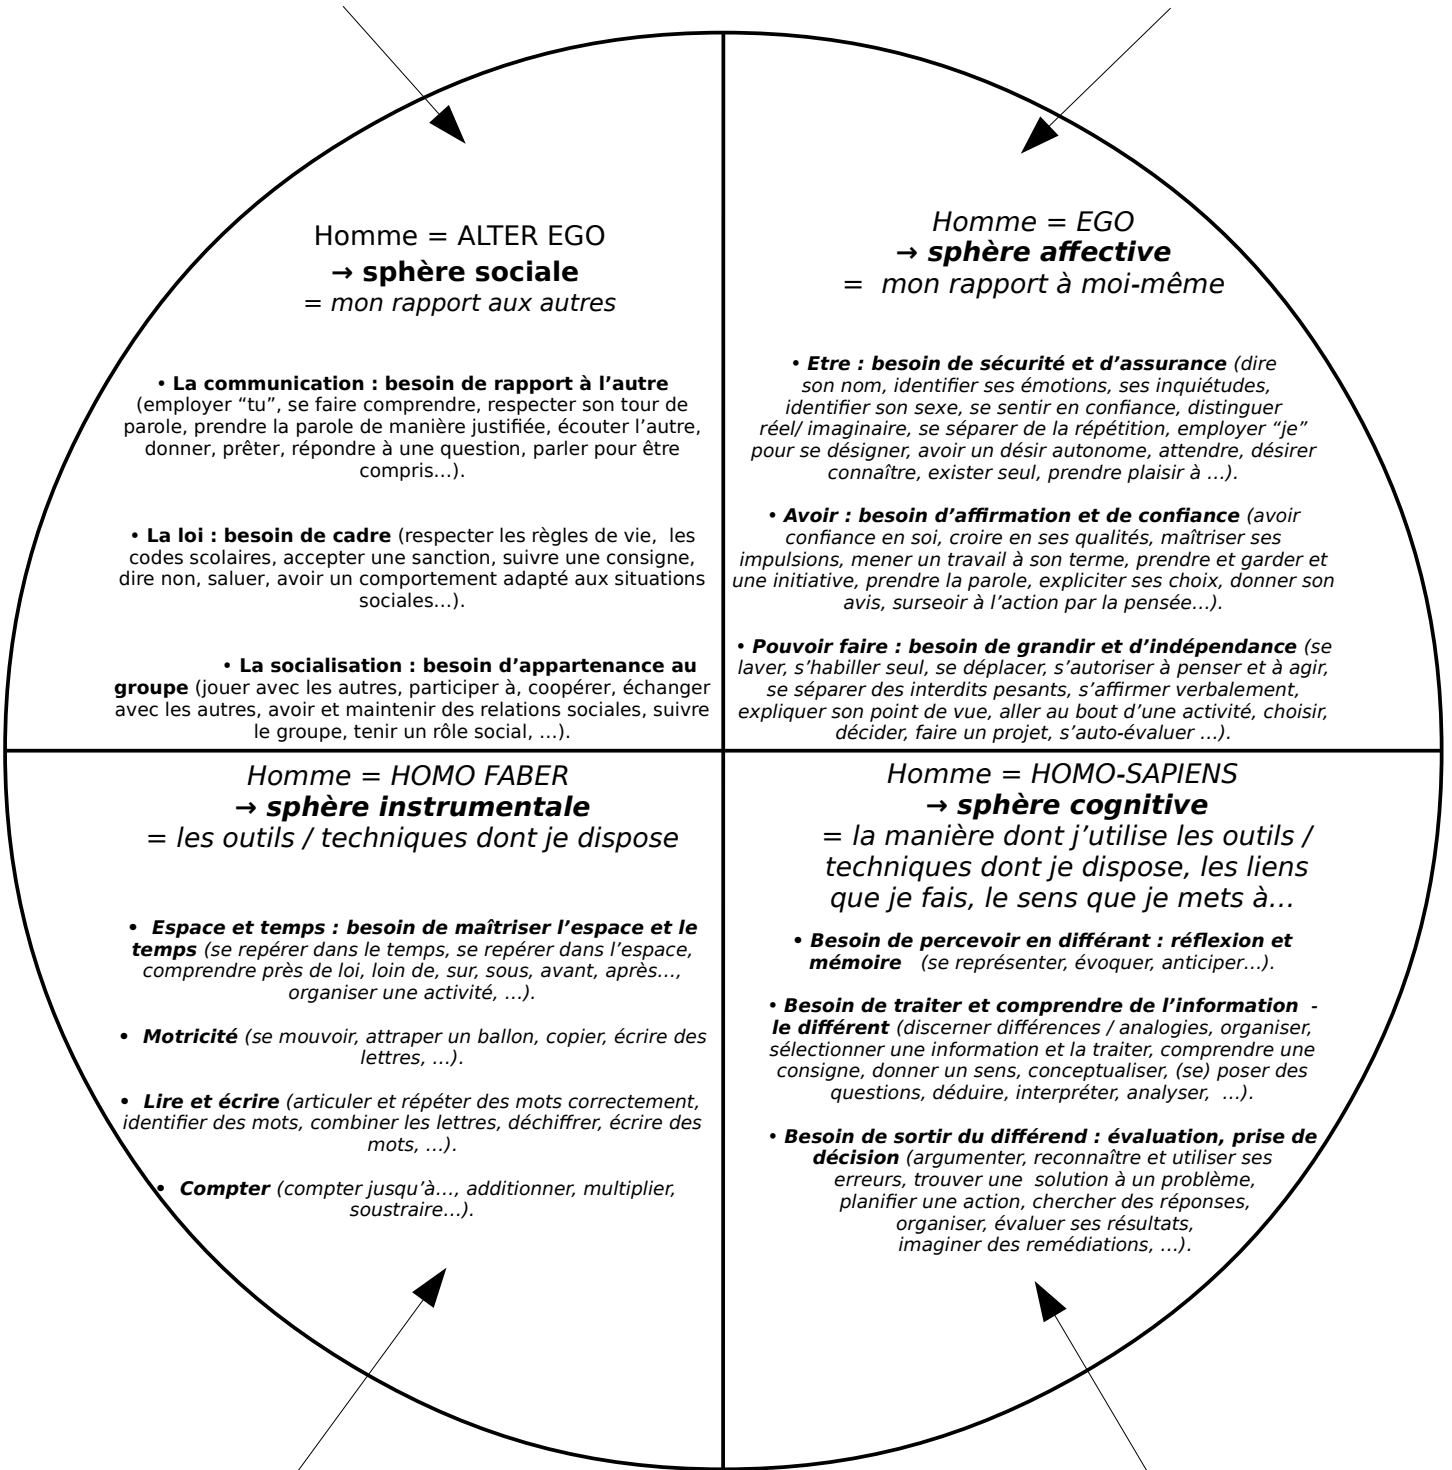 Homme = ALTER EGO
→ sphère sociale
= mon rapport aux autres
• La communication : besoin de rapport à l’autre
(employer “tu”, se faire comprendre, respecter son tour de
parole, prendre la parole de manière justifiée, écouter l’autre,
donner, prêter, répondre à une question, parler pour être
compris…).
• La loi : besoin de cadre (respecter les règles de vie, les
codes scolaires, accepter une sanction, suivre une consigne,
dire non, saluer, avoir un comportement adapté aux situations
sociales…).
• La socialisation : besoin d’appartenance au
groupe (jouer avec les autres, participer à, coopérer, échanger
avec les autres, avoir et maintenir des relations sociales, suivre
le groupe, tenir un rôle social, …).
Homme = EGO
→ sphère affective
= mon rapport à moi-même
• Etre : besoin de sécurité et d’assurance (dire
son nom, identifier ses émotions, ses inquiétudes,
identifier son sexe, se sentir en confiance, distinguer
réel/ imaginaire, se séparer de la répétition, employer “je”
pour se désigner, avoir un désir autonome, attendre, désirer
connaître, exister seul, prendre plaisir à …).
• Avoir : besoin d’affirmation et de confiance (avoir
confiance en soi, croire en ses qualités, maîtriser ses
impulsions, mener un travail à son terme, prendre et garder et
une initiative, prendre la parole, expliciter ses choix, donner son
avis, surseoir à l’action par la pensée…).
• Pouvoir faire : besoin de grandir et d’indépendance (se
laver, s’habiller seul, se déplacer, s’autoriser à penser et à agir,
se séparer des interdits pesants, s’affirmer verbalement,
expliquer son point de vue, aller au bout d’une activité, choisir,
décider, faire un projet, s’auto-évaluer …).
Homme = HOMO FABER
→ sphère instrumentale
= les outils / techniques dont je dispose
• Espace et temps : besoin de maîtriser l’espace et le
temps (se repérer dans le temps, se repérer dans l’espace,
comprendre près de loi, loin de, sur, sous, avant, après…,
organiser une activité, …).
• Motricité (se mouvoir, attraper un ballon, copier, écrire des
lettres, …).
• Lire et écrire (articuler et répéter des mots correctement,
identifier des mots, combiner les lettres, déchiffrer, écrire des
mots, …).
• Compter (compter jusqu’à…, additionner, multiplier,
soustraire…).
Homme = HOMO-SAPIENS
→ sphère cognitive
= la manière dont j’utilise les outils /
techniques dont je dispose, les liens
que je fais, le sens que je mets à…
• Besoin de percevoir en différant : réflexion et
mémoire (se représenter, évoquer, anticiper…).
• Besoin de traiter et comprendre de l’information -
le différent (discerner différences / analogies, organiser,
sélectionner une information et la traiter, comprendre une
consigne, donner un sens, conceptualiser, (se) poser des
questions, déduire, interpréter, analyser, …).
• Besoin de sortir du différend : évaluation, prise de
décision (argumenter, reconnaître et utiliser ses
erreurs, trouver une solution à un problème,
planifier une action, chercher des réponses,
organiser, évaluer ses résultats,
imaginer des remédiations, …).